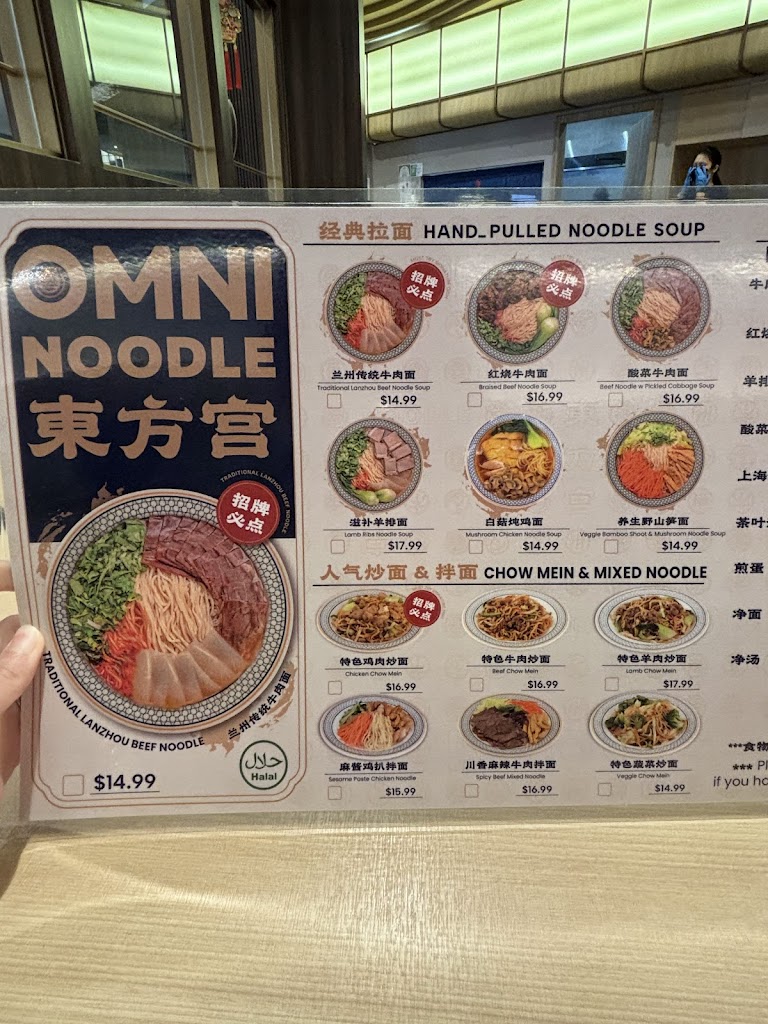 OMNI
NOODLE
東方宫
TRADITIONAL LANZHOU BEEF NOODLE
招牌
必点
TRADITIONAL LANZHOU BEEF NOODLE
兰州传统牛肉面
حلال
Halal
$14.99
经典拉面 HAND_PULLED NOODLE SOUP
招牌
必点
招牌
必点
兰州传统牛肉面
Traditional Lanzhou Beef Noodle Soup
$14.99
红烧牛肉面
Braised Beef Noodle Soup
$16.99
酸菜牛肉面
Beef Noodle w Pickled Cabbage Soup
$16.99
滋补羊排面
Lamb Ribs Noodle Soup
$17.99
白菇炖鸡面
Mushroom Chicken Noodle Soup
$14.99
养生野山笋面
Veggie Bamboo Shoot & Mushroom Noodle Soup
$14.99
人气炒面 & 拌面 CHOW MEIN & MIXED NOODLE
招牌
必点
特色鸡肉炒面
Chicken Chow Mein
$16.99
特色牛肉炒面
Beef Chow Mein
$16.99
特色羊肉炒面
Lamb Chow Mein
$17.99
麻酱鸡扒拌面
Sesame Paste Chicken Noodle
$15.99
川香麻辣牛肉拌面
Spicy Beef Mixed Noodle
$16.99
特色蔬菜炒面
Veggie Chow Mein
$14.99
牛肉
红烧
羊排
酸菜
上海
茶叶
煎蛋
净面
净汤
***食物
*** Pl
if you ha